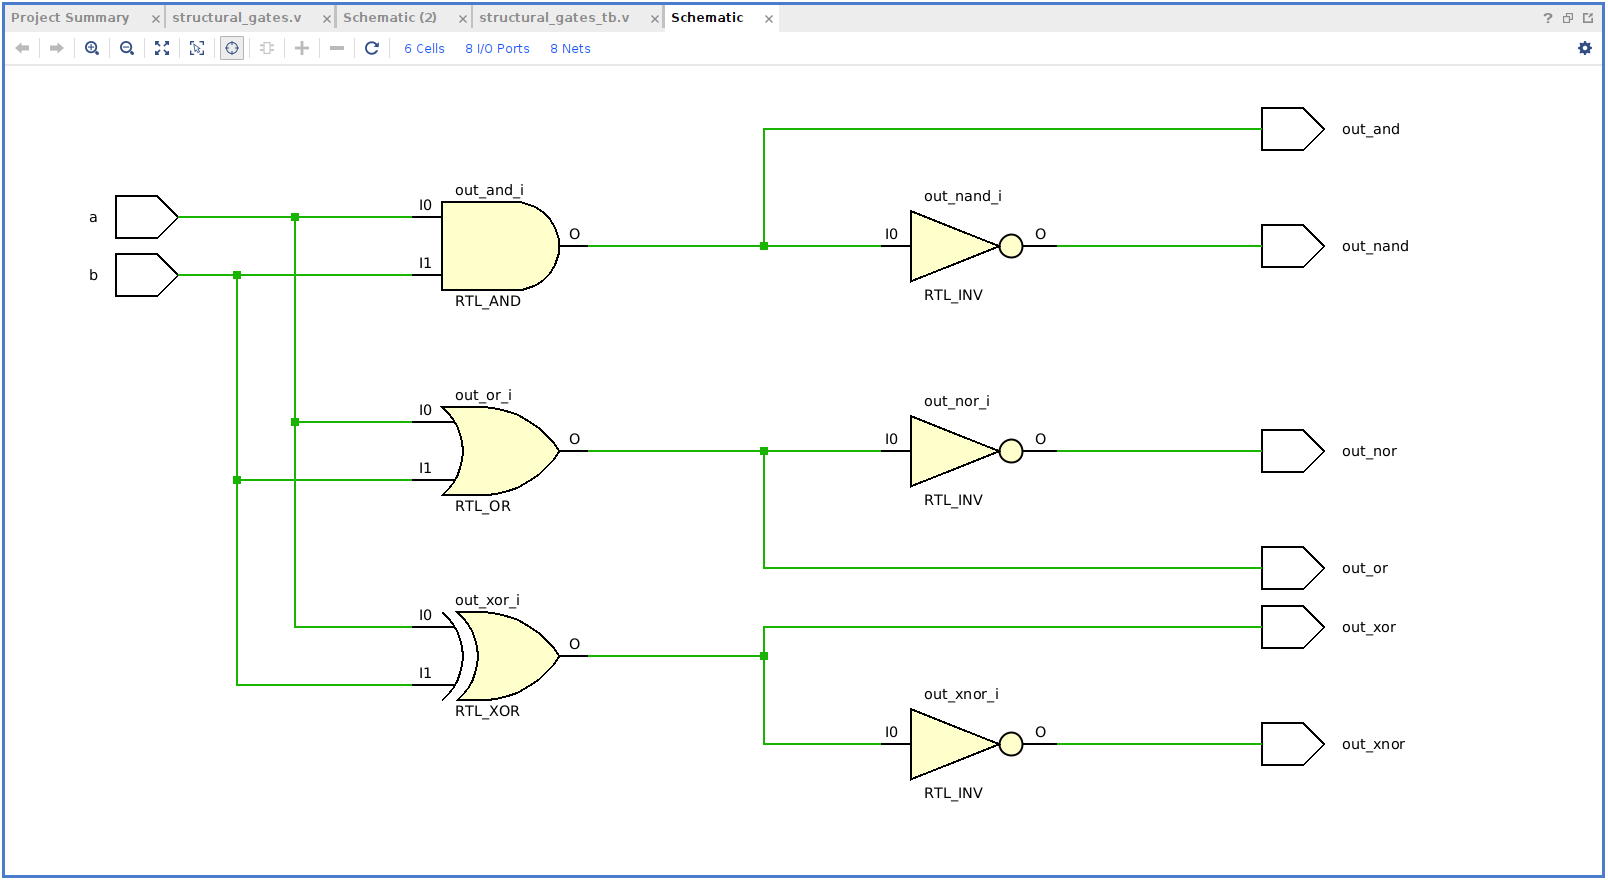 Project Summary × structural_gates.v × Schematic (2) × structural_gates_tb.v × Schematic × ?
6 Cells 8 I/O Ports 8 Nets
out_and
out_and_i
out_nand_i
a
I0
O
I0
O
out_nand
b
I1
RTL_AND
RTL_INV
out_or_i
out_nor_i
I0
O
I0
O
out_nor
I1
RTL_OR
RTL_INV
out_or
out_xor_i
I0
out_xor
O
I1
RTL_XOR
out_xnor_i
I0
O
out_xnor
RTL_INV